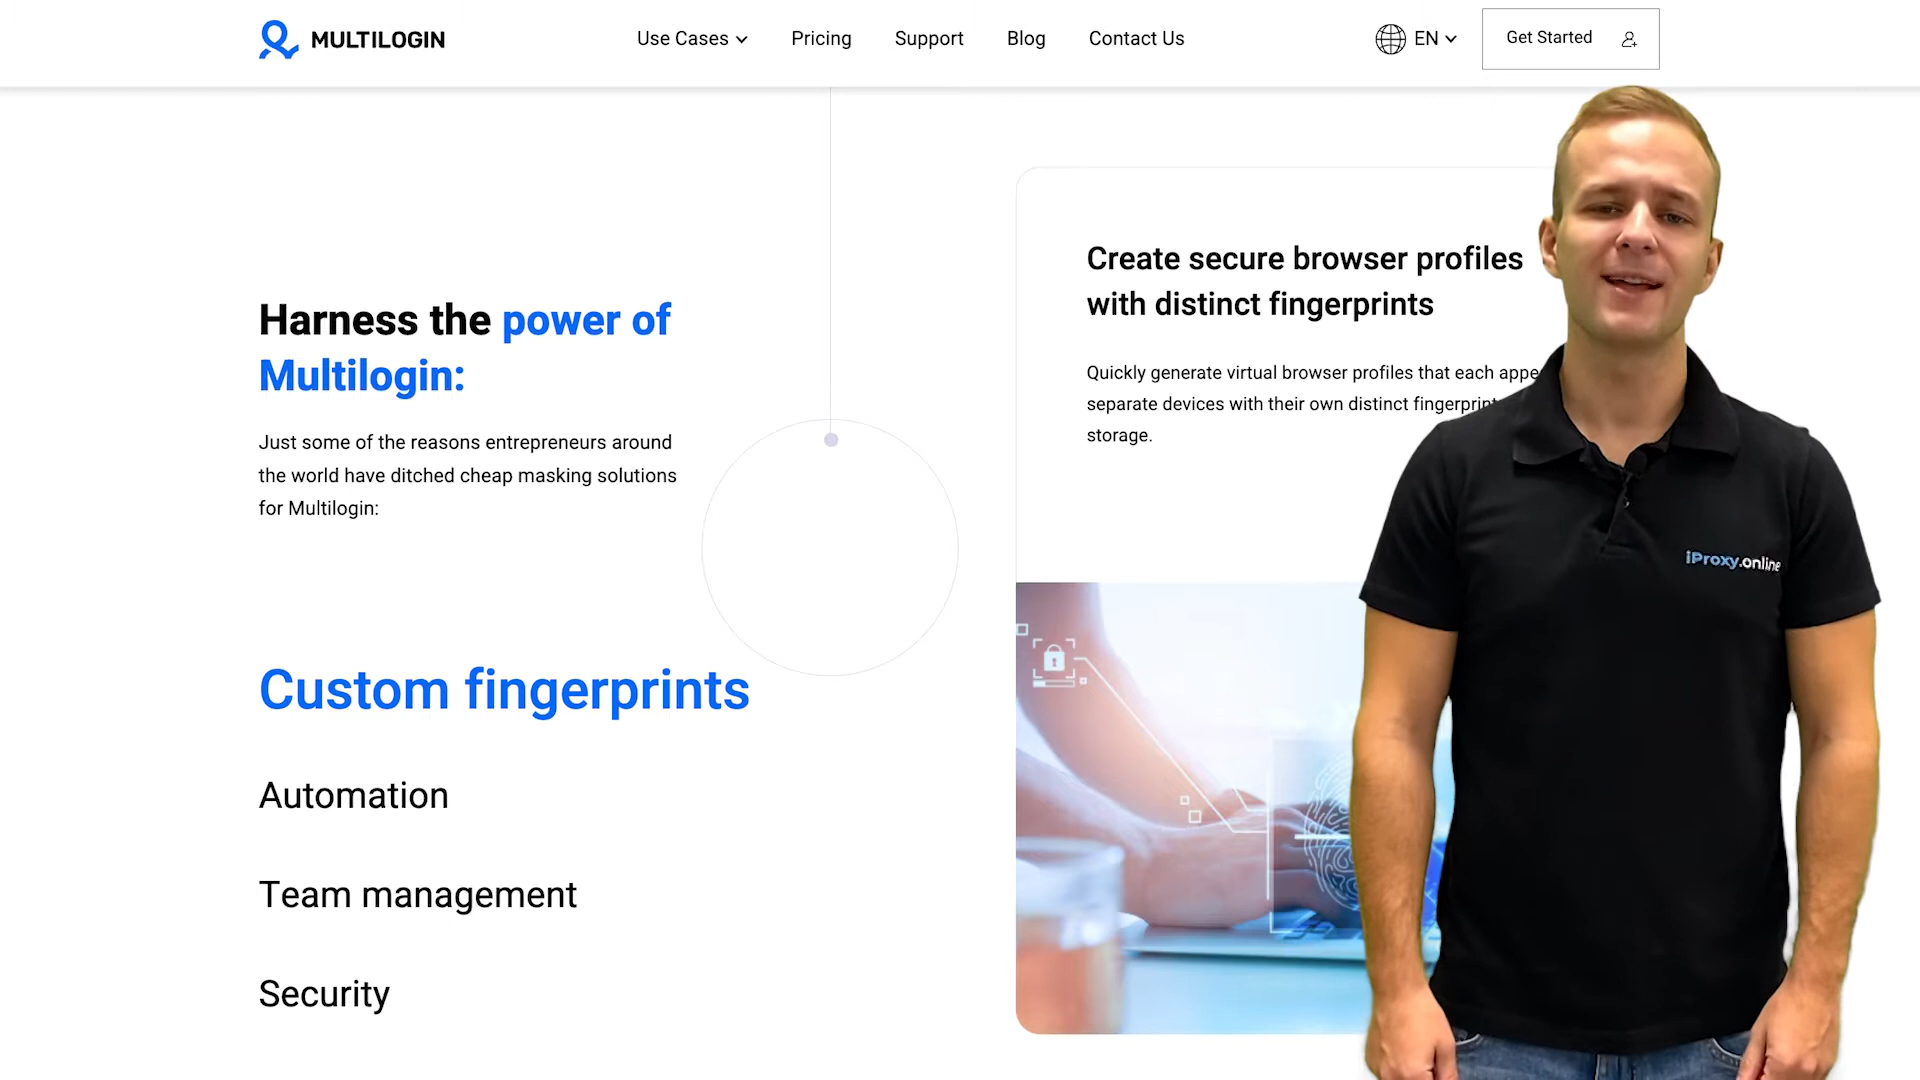 MULTILOGIN
Use Cases
Pricing
Support
Blog
Contact Us
EN
Get Started
Harness the power of
Multilogin:
Just some of the reasons entrepreneurs around
the world have ditched cheap masking solutions
for Multilogin:
Custom fingerprints
Automation
Team management
Security
Create secure browser profiles
with distinct fingerprints
Quickly generate virtual browser profiles that each
separate devices with their own distinct
storage.
iProxy.online